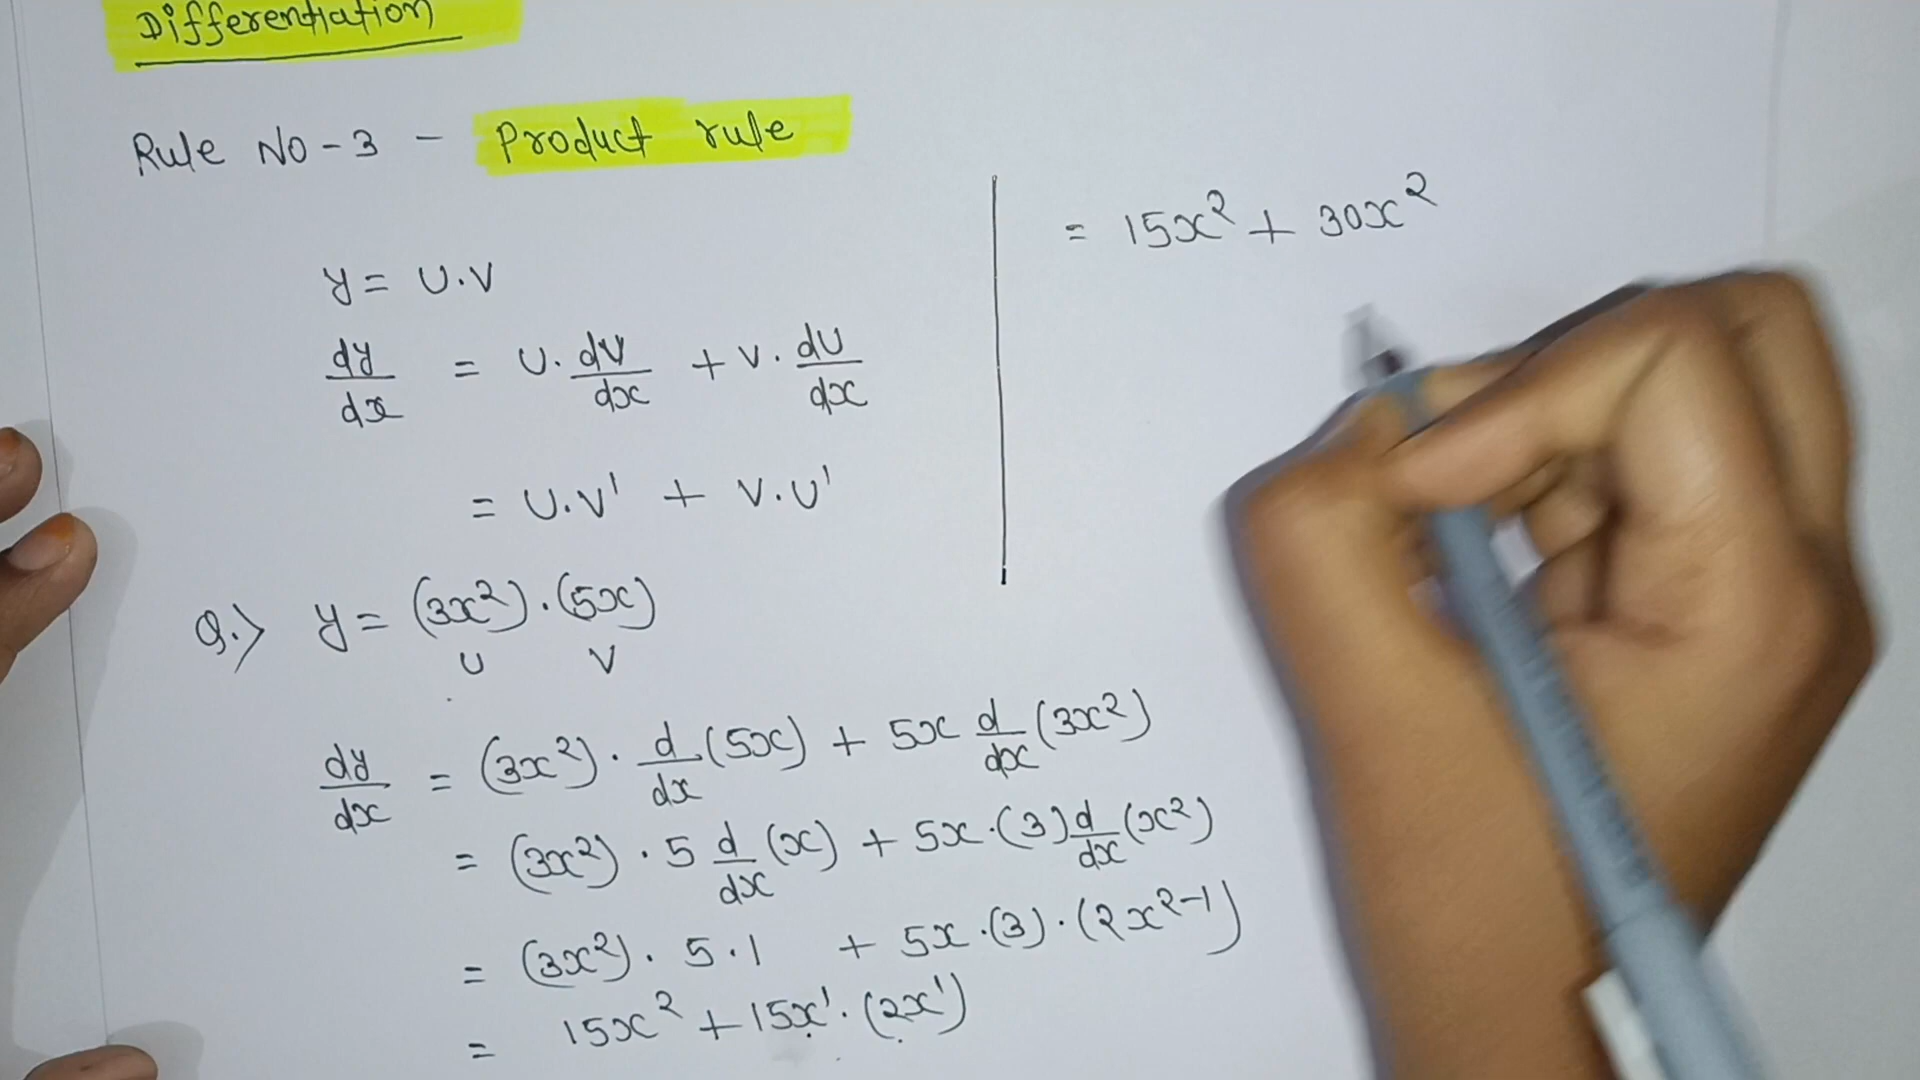 Differentiation
Rule No-3 - Product rule
y = U.V
dy/dx = U. dV/dx + V. dU/dx
= U.V' + V.U'
Q.) y = (3x²).(5x)
U V
dy/dx = (3x²). d/dx (5x) + 5x d/dx (3x²)
= (3x²) . 5 d/dx (x) + 5x .(3) d/dx (x²)
= (3x²). 5.1 + 5x .(3).(2x²⁻¹)
= 15x² + 15x¹. (2x¹)
= 15x² + 30x²